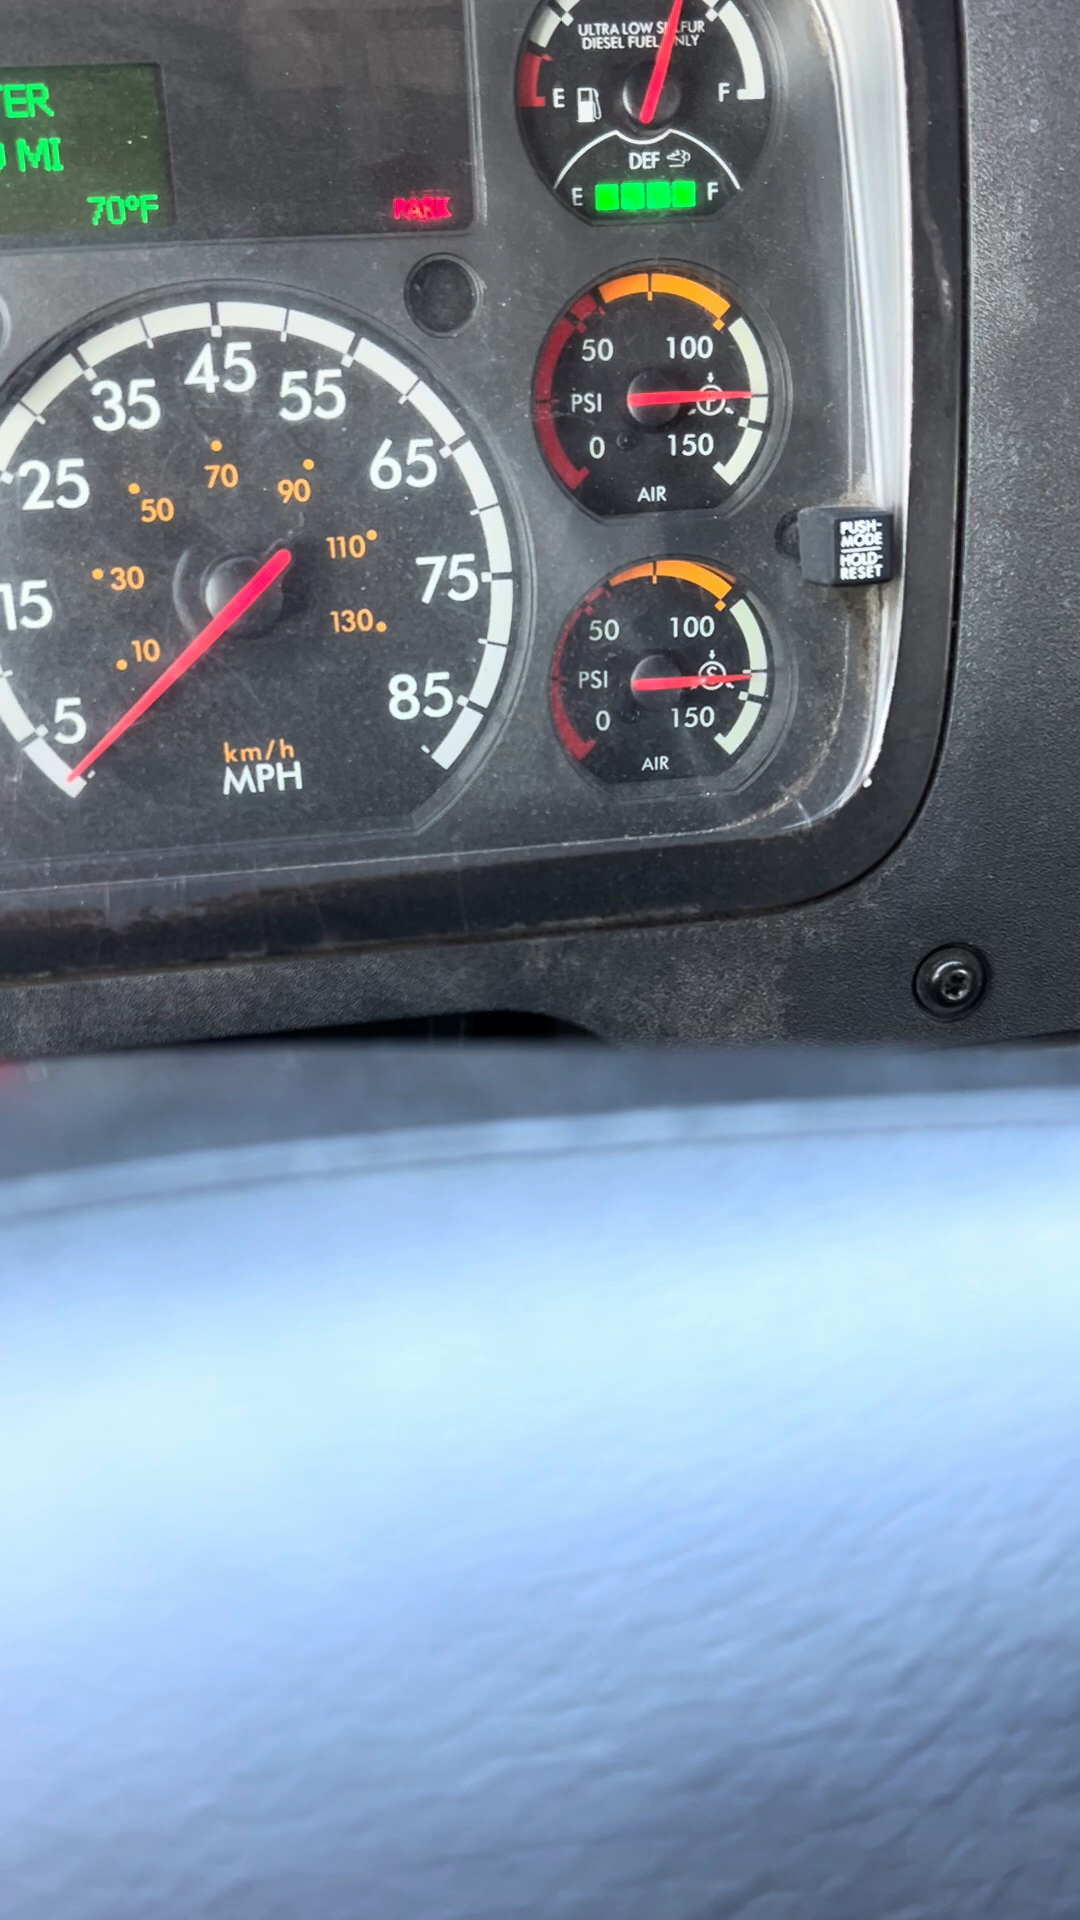 ULTRA LOW SULFUR
DIESEL FUEL ONLY
E F
DEF
E F
TER
MI
70°F
PARK
50 100
PSI P
0 150
AIR
5
15
25
35
45
55
65
75
85
10
30
50
70
90
110
130
km/h
MPH
PUSH-
MODE
HOLD-
RESET
50 100
PSI S
0 150
AIR